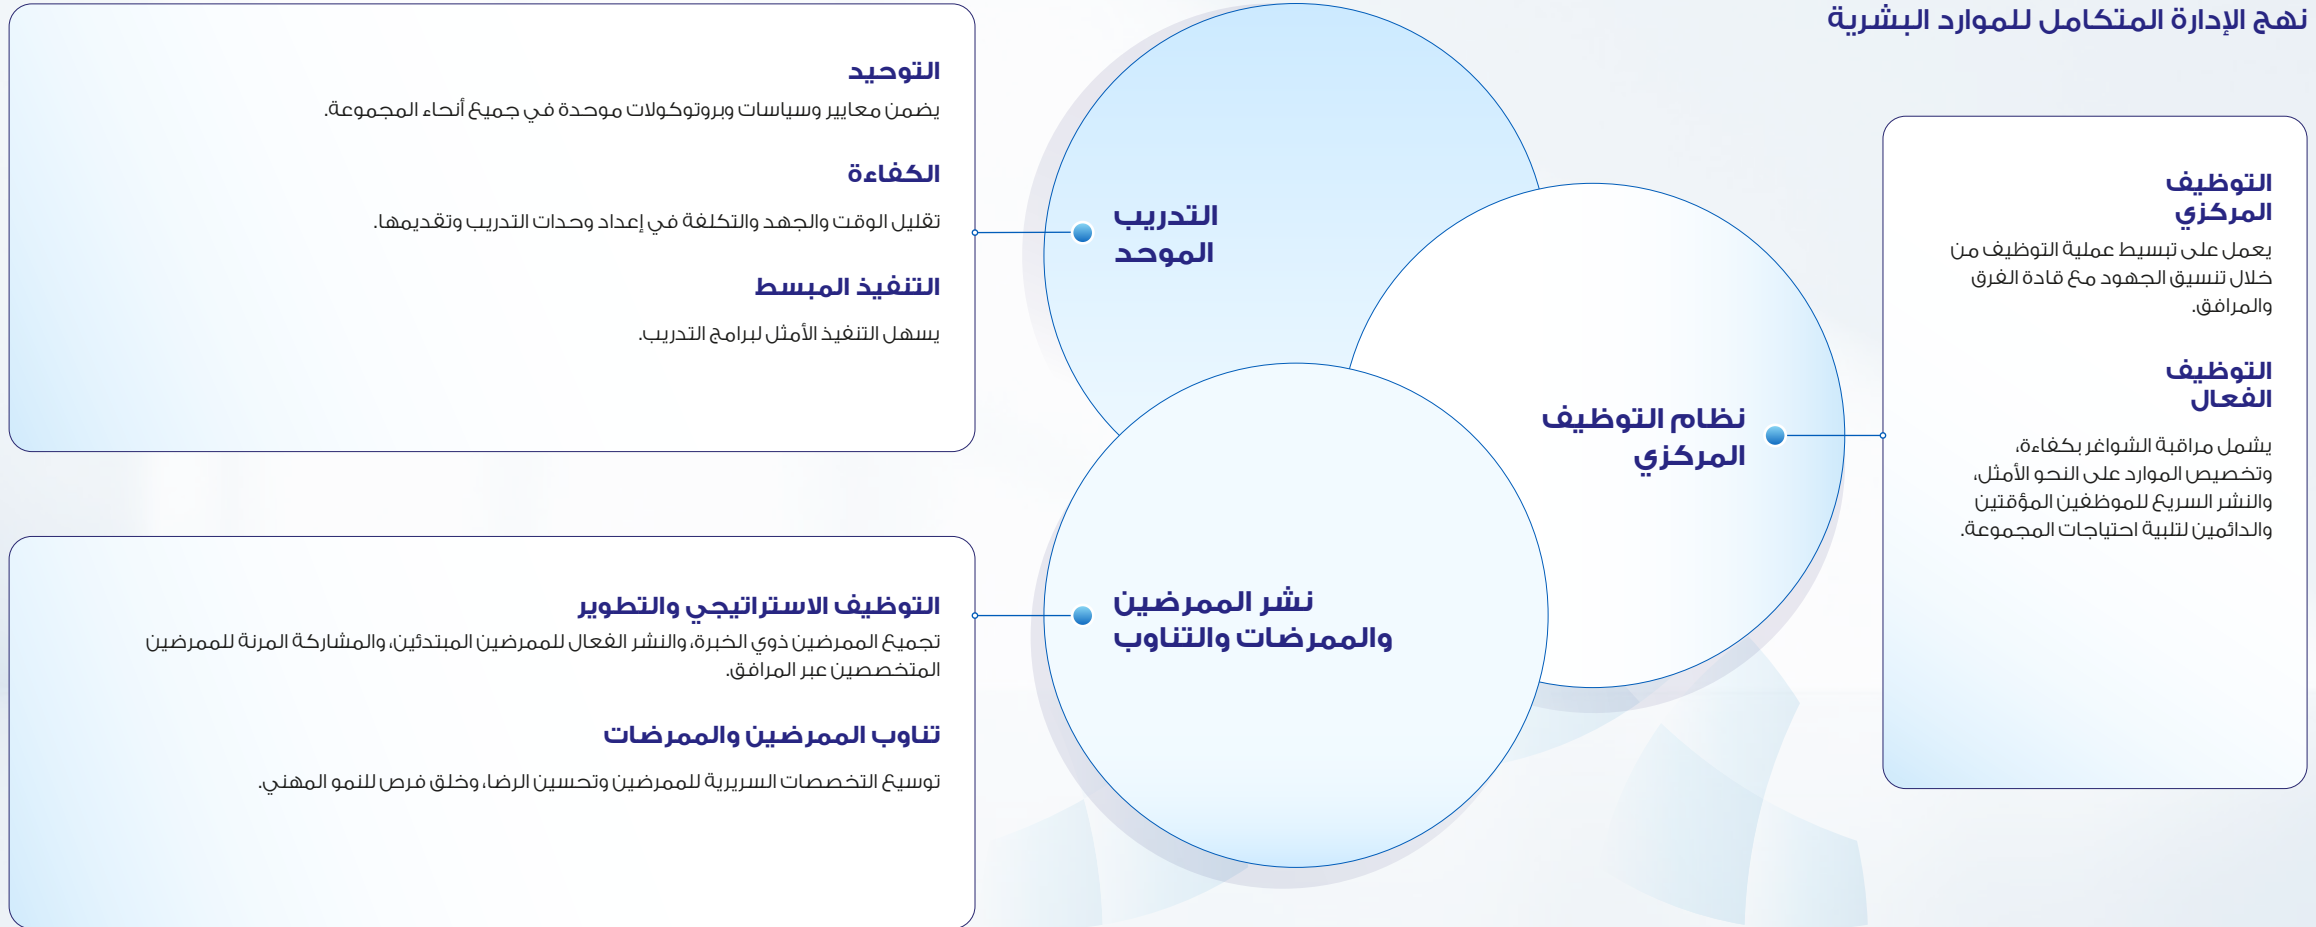 نهج الإدارة المتكامل للموارد البشرية
التوظيف
المركزي
يعمل على تبسيط عملية التوظيف من
خلال تنسيق الجهود مع قادة الفرق
والمرافق.
التوظيف
الفعال
يشمل مراقبة الشواغر بكفاءة،
وتخصيص الموارد على النحو الأمثل،
والنشر السريع للموظفين المؤقتين
والدائمين لتلبية احتياجات المجموعة.
نظام التوظيف
المركزي
التدريب
الموحد
التوحيد
يضمن معايير وسياسات وبروتوكولات موحدة في جميع أنحاء المجموعة.
الكفاءة
تقليل الوقت والجهد والتكلفة في إعداد وحدات التدريب وتقديمها.
التنفيذ المبسط
يسهل التنفيذ الأمثل لبرامج التدريب.
نشر الممرضين
والممرضات والتناوب
التوظيف الاستراتيجي والتطوير
تجميع الممرضين ذوي الخبرة، والنشر الفعال للممرضين المبتدئين، والمشاركة المرنة للممرضين
المتخصصين عبر المرافق.
تناوب الممرضين والممرضات
توسيع التخصصات السريرية للممرضين وتحسين الرضا، وخلق فرص للنمو المهني.